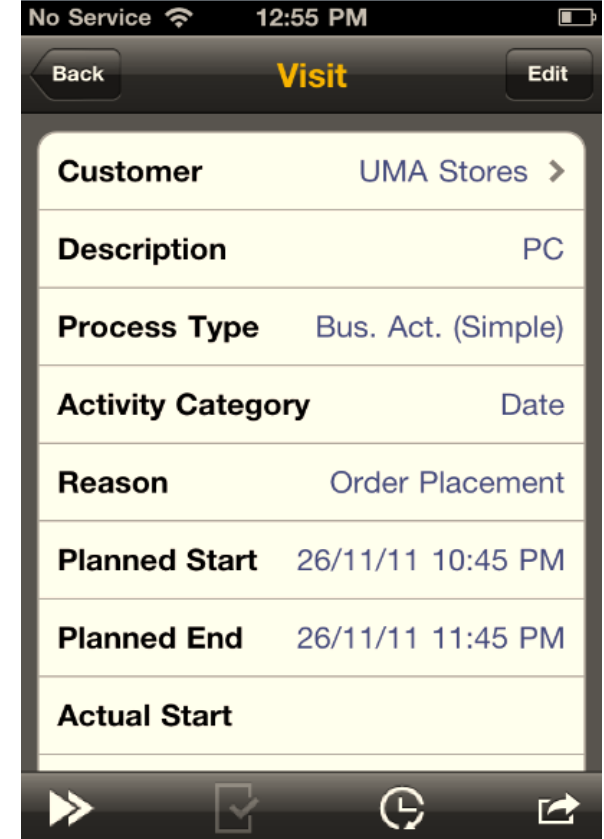 No Service 12:55 PM
Back Visit Edit
Customer UMA Stores
Description PC
Process Type Bus. Act. (Simple)
Activity Category Date
Reason Order Placement
Planned Start 26/11/11 10:45 PM
Planned End 26/11/11 11:45 PM
Actual Start